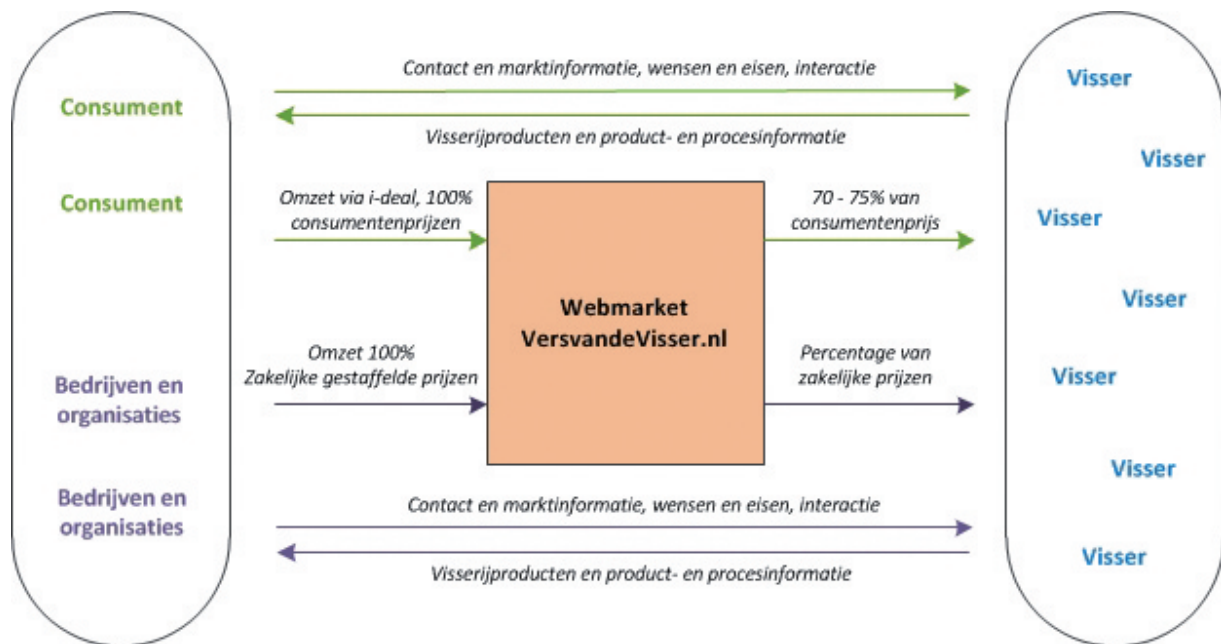 Contact en marktinformatie, wensen en eisen, interactie
Visser
Consument
Visserijproducten en product- en procesinformatie
Visser
Consument
Omzet via i-deal, 100%
consumentenprijzen
70 - 75% van
consumentenprijs
Visser
Visser
Webmarket
VersvandeVisser.nl
Omzet 100%
Zakelijke gestaffelde prijzen
Percentage van
zakelijke prijzen
Visser
Bedrijven en
organisaties
Visser
Bedrijven en
organisaties
Contact en marktinformatie, wensen en eisen, interactie
Visser
Visserijproducten en product- en procesinformatie